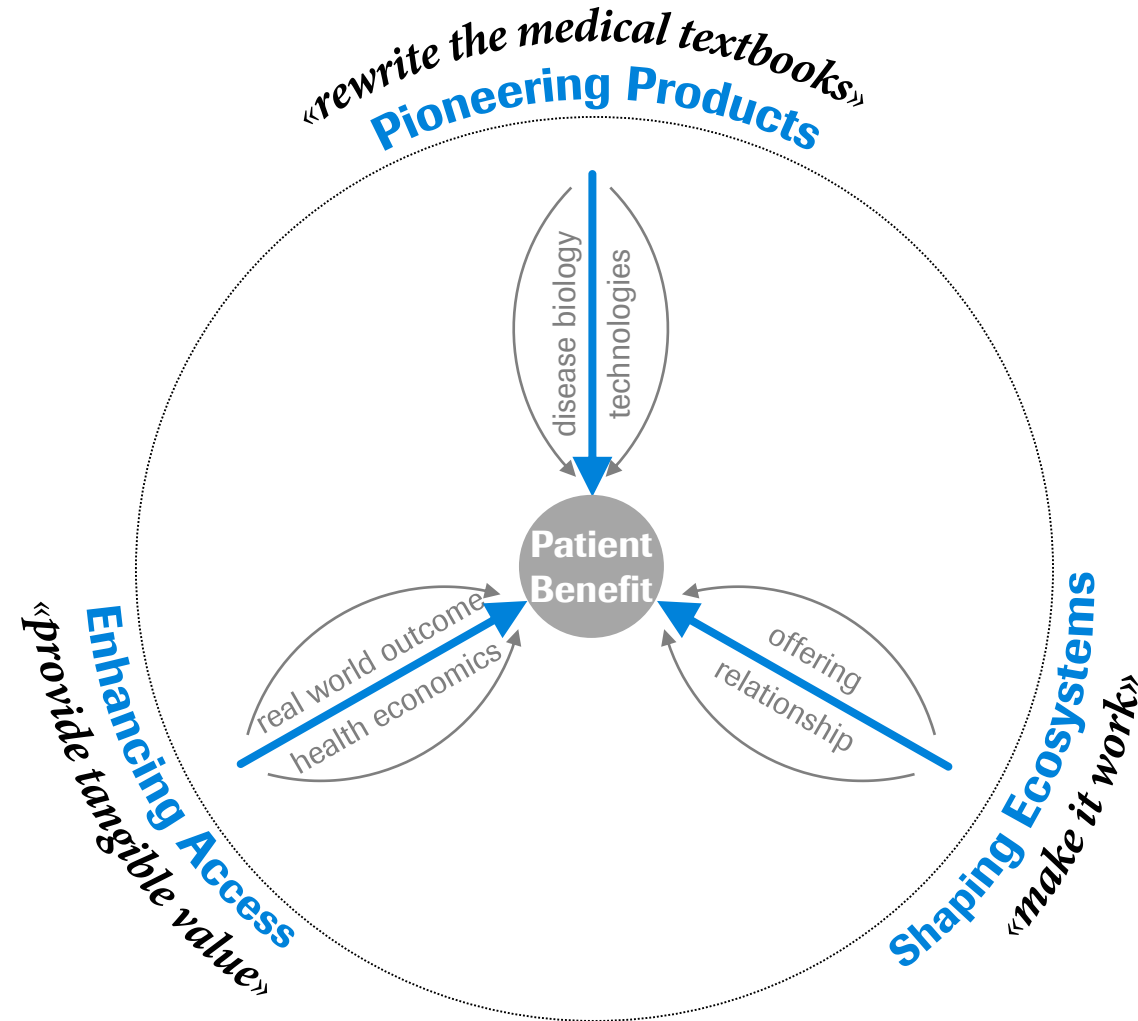 «rewrite the medical textbooks»
Pioneering Products
disease biology
technologies
Patient
Benefit
real world outcome
health economics
offering
relationship
Enhancing Access
«provide tangible value»
Shaping Ecosystems
«make it work»